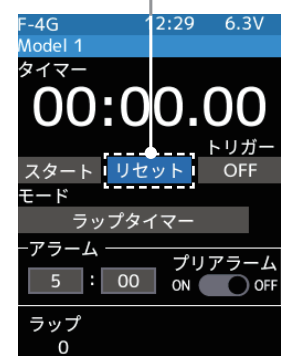 F-4G 12:29 6.3V
Model 1
タイマー
00:00.00
トリガー
スタート リセット OFF
モード
ラップタイマー
アラーム
プリアラーム
5 : 00 ON OFF
ラップ
0